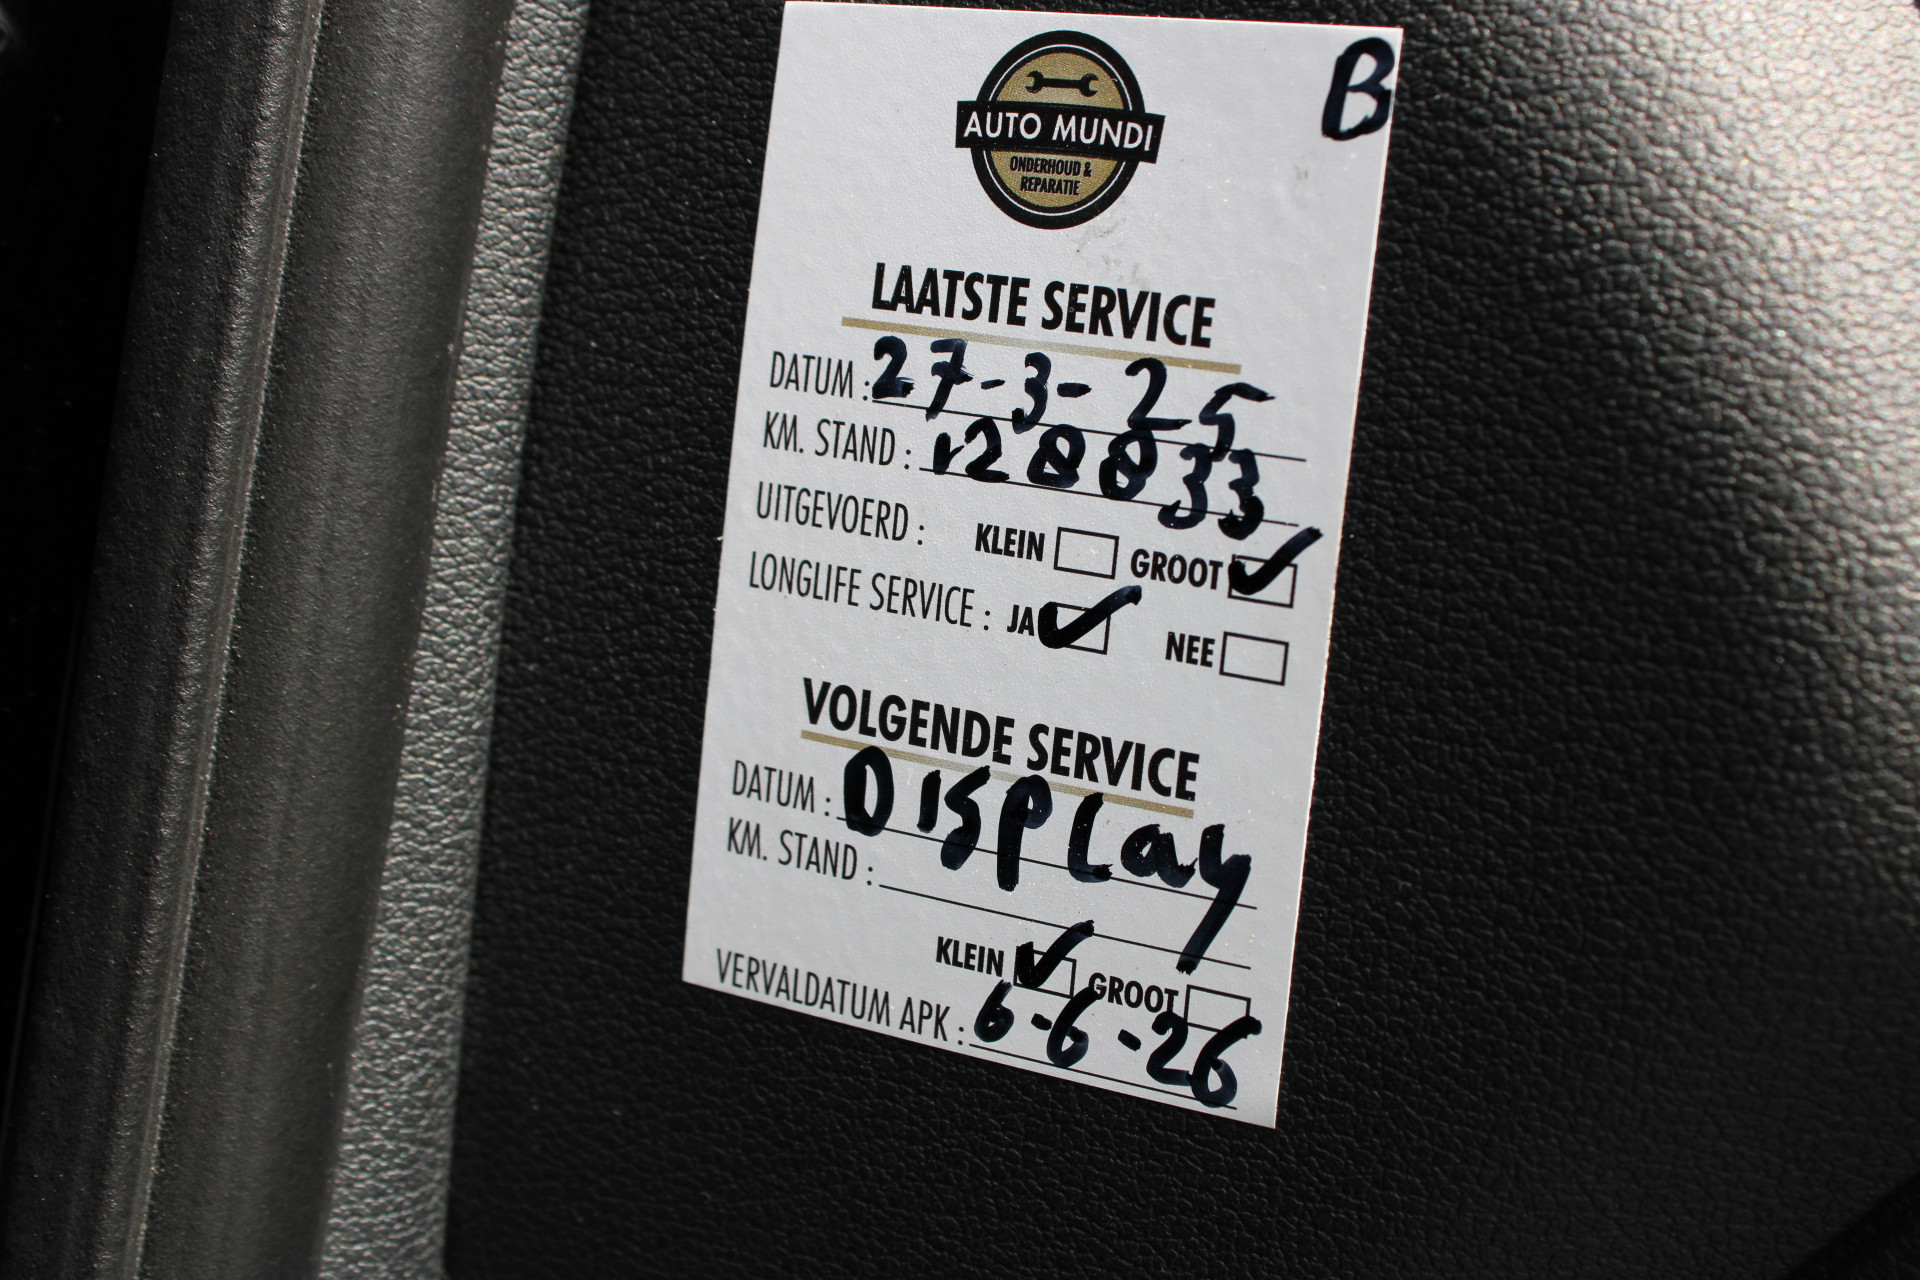 B
AUTO MUNDI
ONDERHOUD &
REPARATIE
LAATSTE SERVICE
DATUM : 27-3-25
KM. STAND : 128833
UITGEVOERD : KLEIN GROOT
LONGLIFE SERVICE : JA NEE
VOLGENDE SERVICE
DATUM : DISPLay
KM. STAND :
KLEIN GROOT
VERVALDATUM APK : 6-6-26